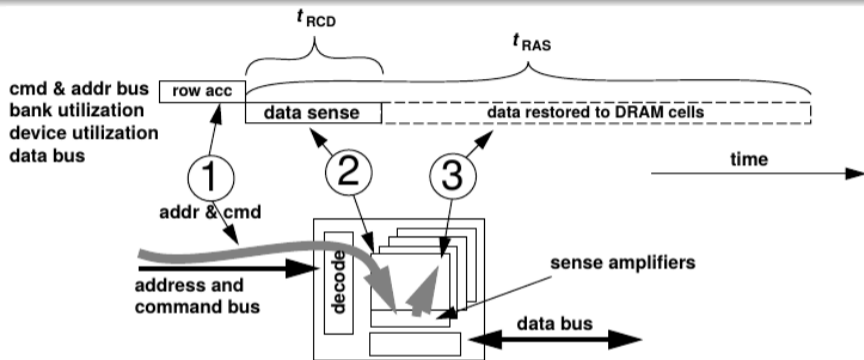 tRCD
tRAS
cmd & addr bus
bank utilization
device utilization
data bus
row acc
data sense
data restored to DRAM cells
time
1
2
3
addr & cmd
decode
sense amplifiers
address and
command bus
data bus